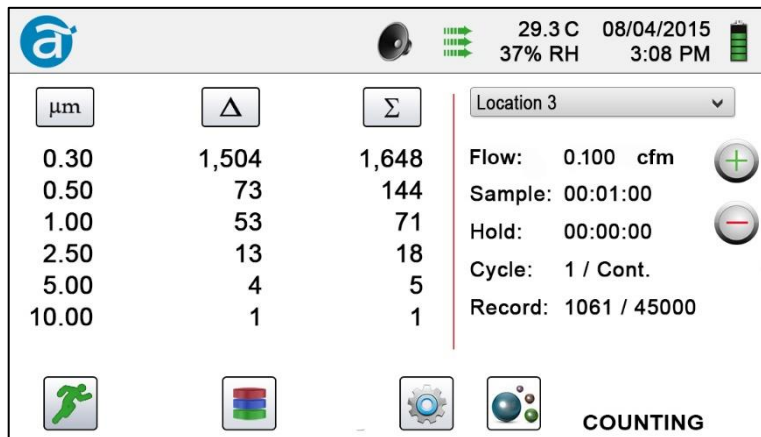 ã
29.3 C 08/04/2015
37% RH 3:08 PM
µm Δ Σ
0.30 1,504 1,648
0.50 73 144
1.00 53 71
2.50 13 18
5.00 4 5
10.00 1 1
Location 3
Flow: 0.100 cfm
Sample: 00:01:00
Hold: 00:00:00
Cycle: 1 / Cont.
Record: 1061 / 45000
COUNTING